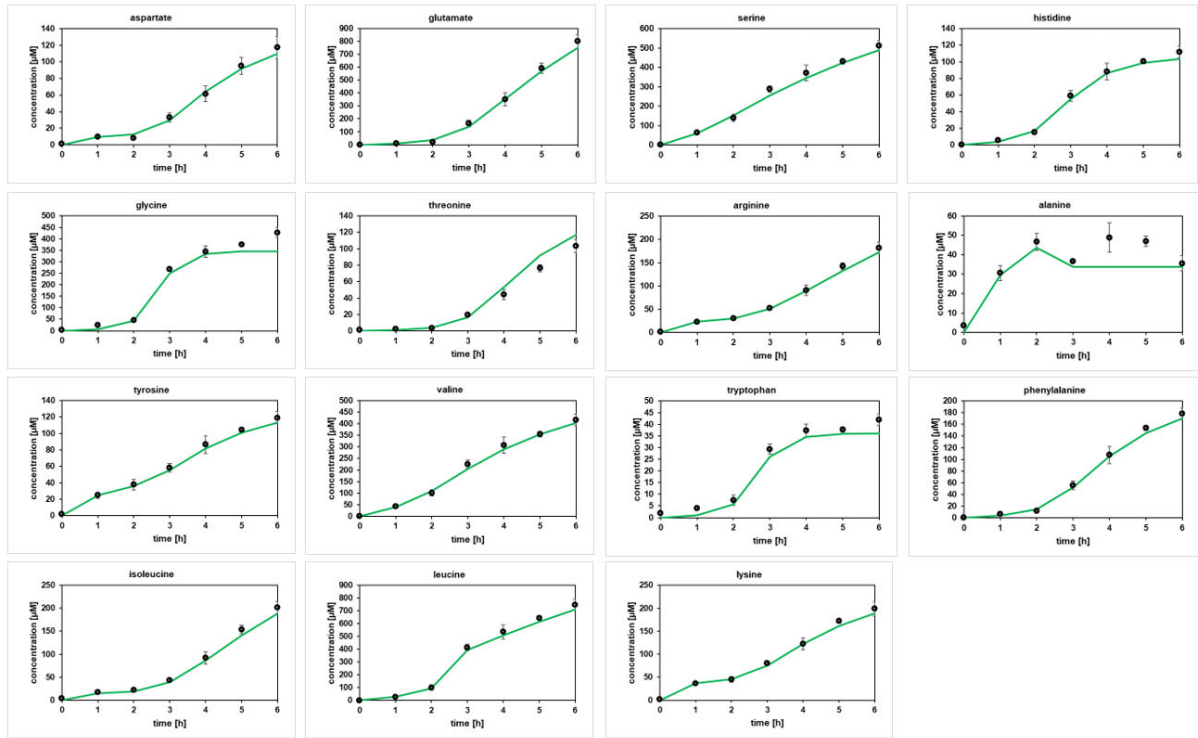 aspartate
concentration [µM]
140
120
100
80
60
40
20
0
0 1 2 3 4 5 6
time [h]
glutamate
concentration [µM]
900
800
700
600
500
400
300
200
100
0
0 1 2 3 4 5 6
time [h]
serine
concentration [µM]
600
500
400
300
200
100
0
0 1 2 3 4 5 6
time [h]
histidine
concentration [µM]
140
120
100
80
60
40
20
0
0 1 2 3 4 5 6
time [h]
glycine
concentration [µM]
500
450
400
350
300
250
200
150
100
50
0
0 1 2 3 4 5 6
time [h]
threonine
concentration [µM]
140
120
100
80
60
40
20
0
0 1 2 3 4 5 6
time [h]
arginine
concentration [µM]
250
200
150
100
50
0
0 1 2 3 4 5 6
time [h]
alanine
concentration [µM]
60
50
40
30
20
10
0
0 1 2 3 4 5 6
time [h]
tyrosine
concentration [µM]
140
120
100
80
60
40
20
0
0 1 2 3 4 5 6
time [h]
valine
concentration [µM]
500
450
400
350
300
250
200
150
100
50
0
0 1 2 3 4 5 6
time [h]
tryptophan
concentration [µM]
50
45
40
35
30
25
20
15
10
5
0
0 1 2 3 4 5 6
time [h]
phenylalanine
concentration [µM]
200
180
160
140
120
100
80
60
40
20
0
0 1 2 3 4 5 6
time [h]
isoleucine
concentration [µM]
250
200
150
100
50
0
0 1 2 3 4 5 6
time [h]
leucine
concentration [µM]
900
800
700
600
500
400
300
200
100
0
0 1 2 3 4 5 6
time [h]
lysine
concentration [µM]
250
200
150
100
50
0
0 1 2 3 4 5 6
time [h]